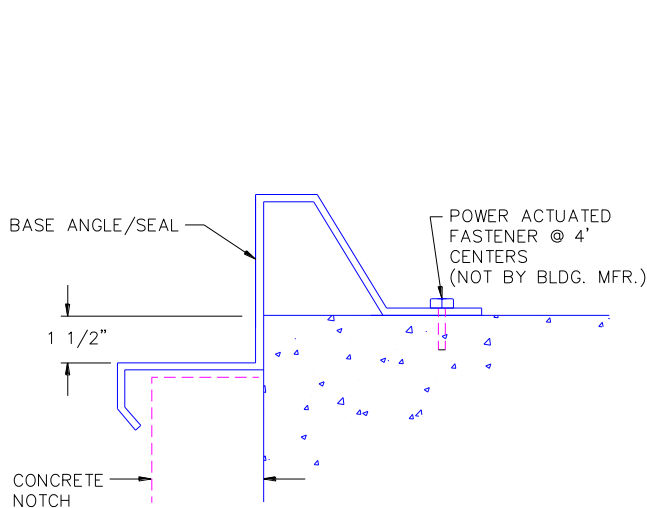 BASE ANGLE/SEAL
POWER ACTUATED
FASTENER @ 4'
CENTERS
(NOT BY BLDG. MFR.)
1 1/2"
CONCRETE
NOTCH